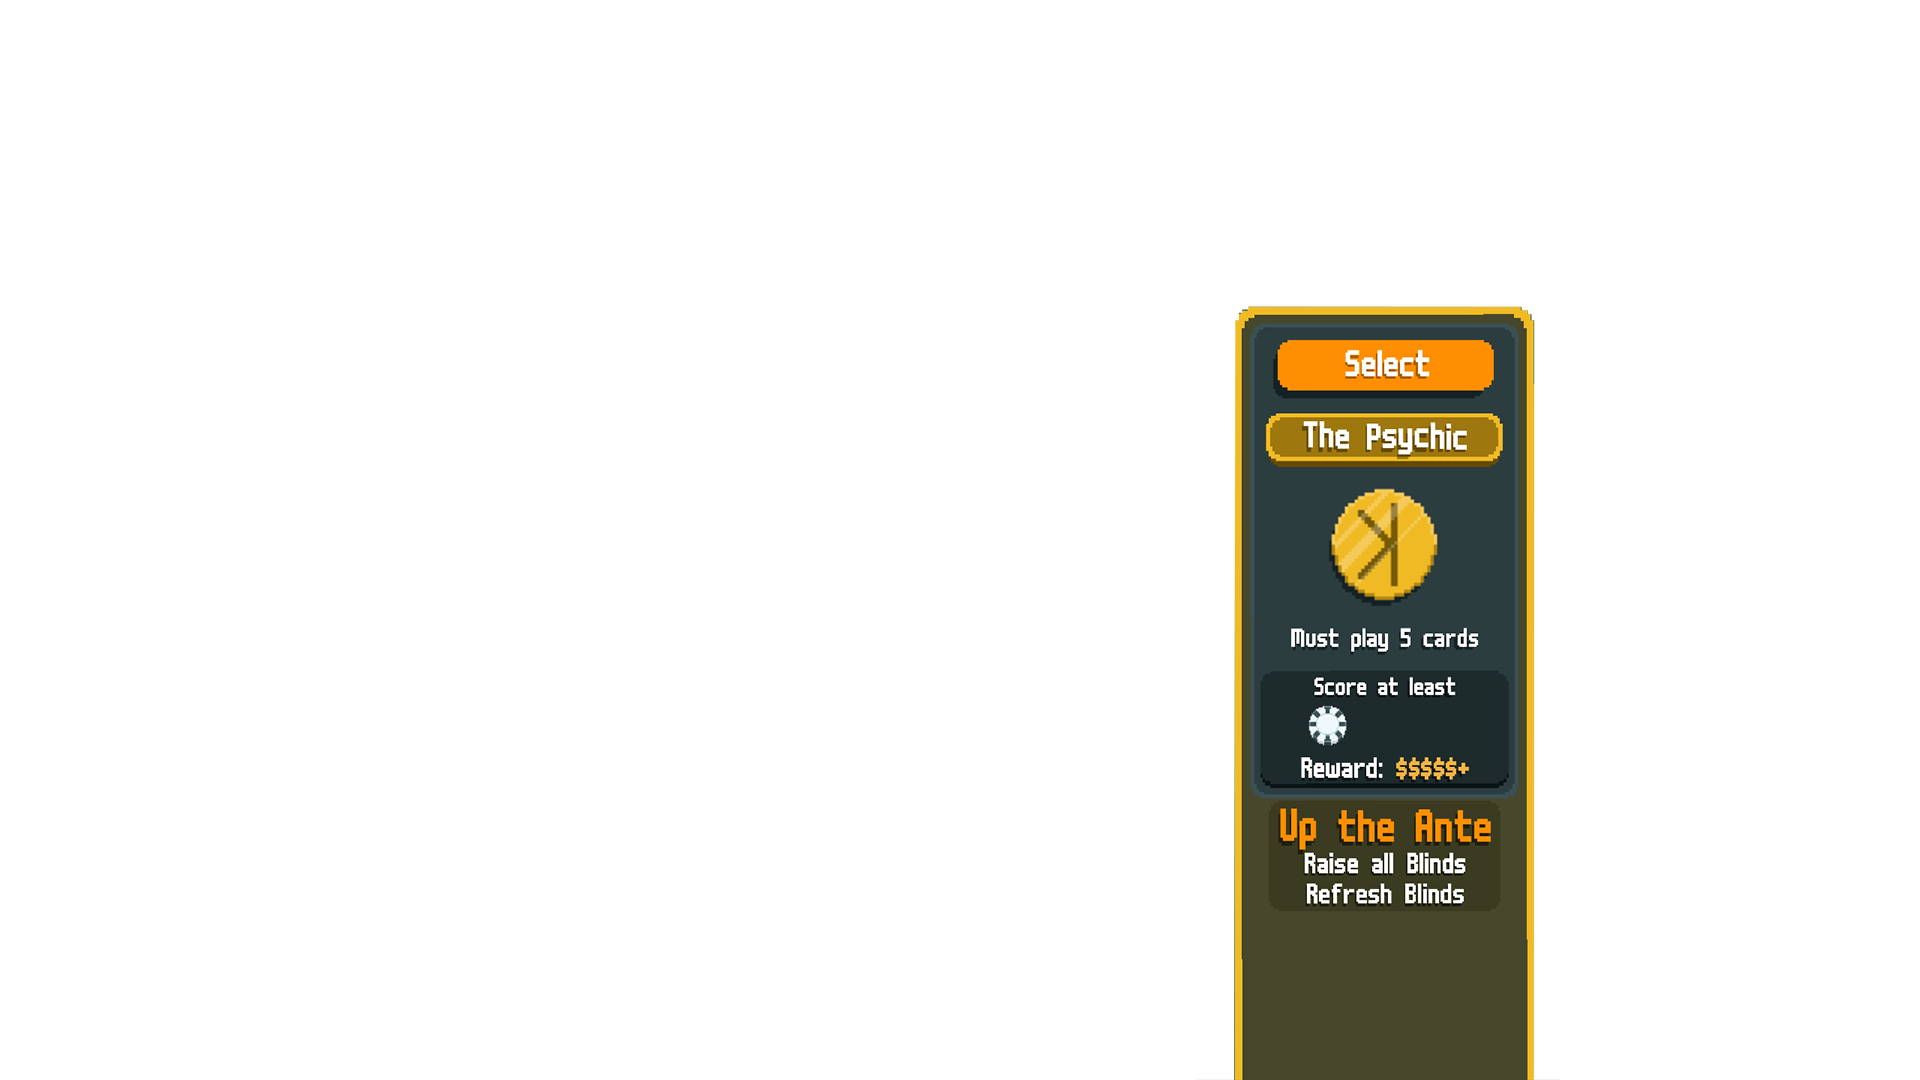 Select
The Psychic
Must play 5 cards
Score at least
Reward: $$$$$+
Up the Ante
Raise all Blinds
Refresh Blinds